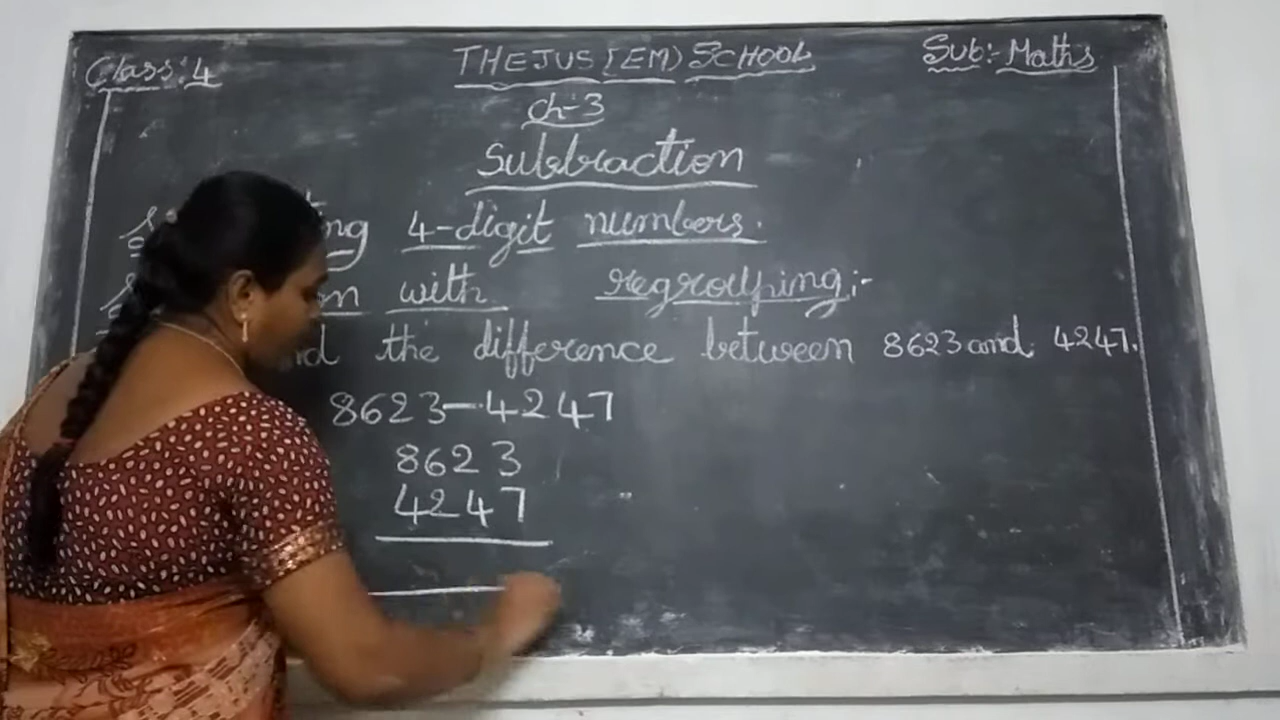 Class:4 THEJUS (EM) SCHOOL Sub:- Maths
Ch-3
Subtraction
4-digit numbers.
with regrouping:-
the difference between 8623 and 4247.
8623-4247
8623
4247